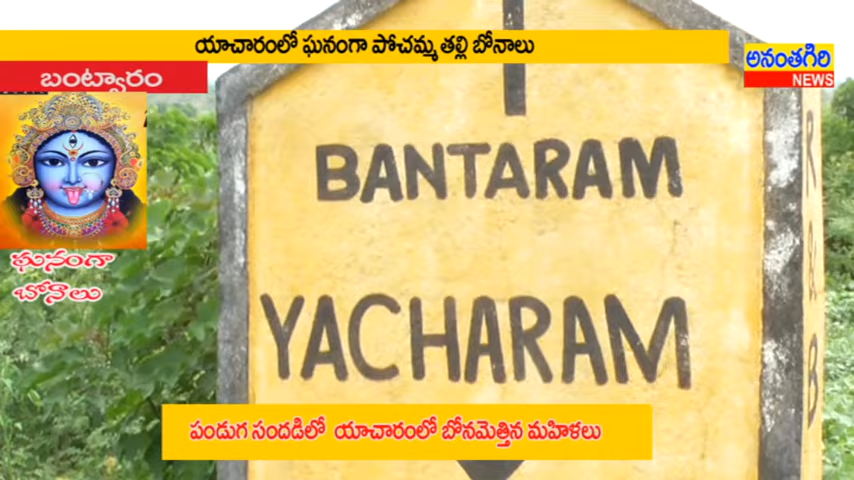 యాచారంలో ఘనంగా పోచమ్మ తల్లి బోనాలు
అనంతగిరి
NEWS
బంట్వారం
BANTARAM
ఘనంగా
బోనాలు
YACHARAM
పండుగ సందడిలో యాచారంలో బోనమెత్తిన మహిళలు
R&B